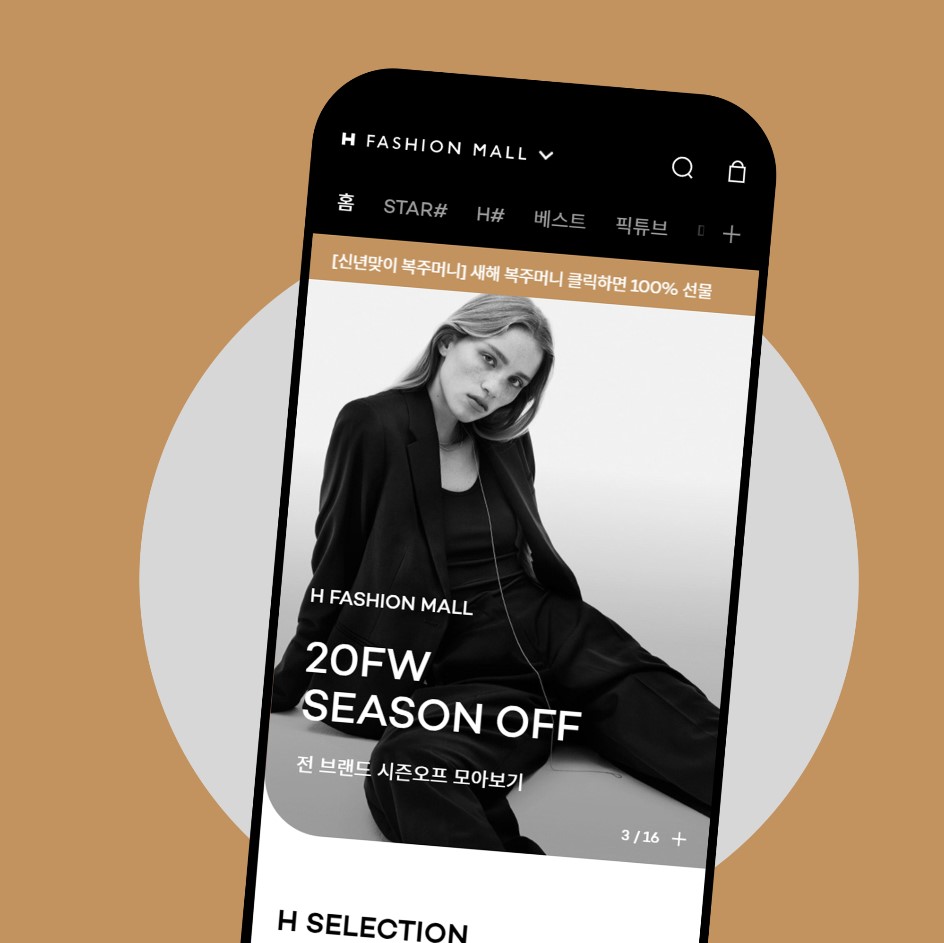 H FASHION MALL
홈 STAR# H# 베스트 픽튜브
[신년맞이 복주머니] 새해 복주머니 클릭하면 100% 선물
H FASHION MALL
20FW
SEASON OFF
전 브랜드 시즌오프 모아보기
3 / 16 +
H SELECTION